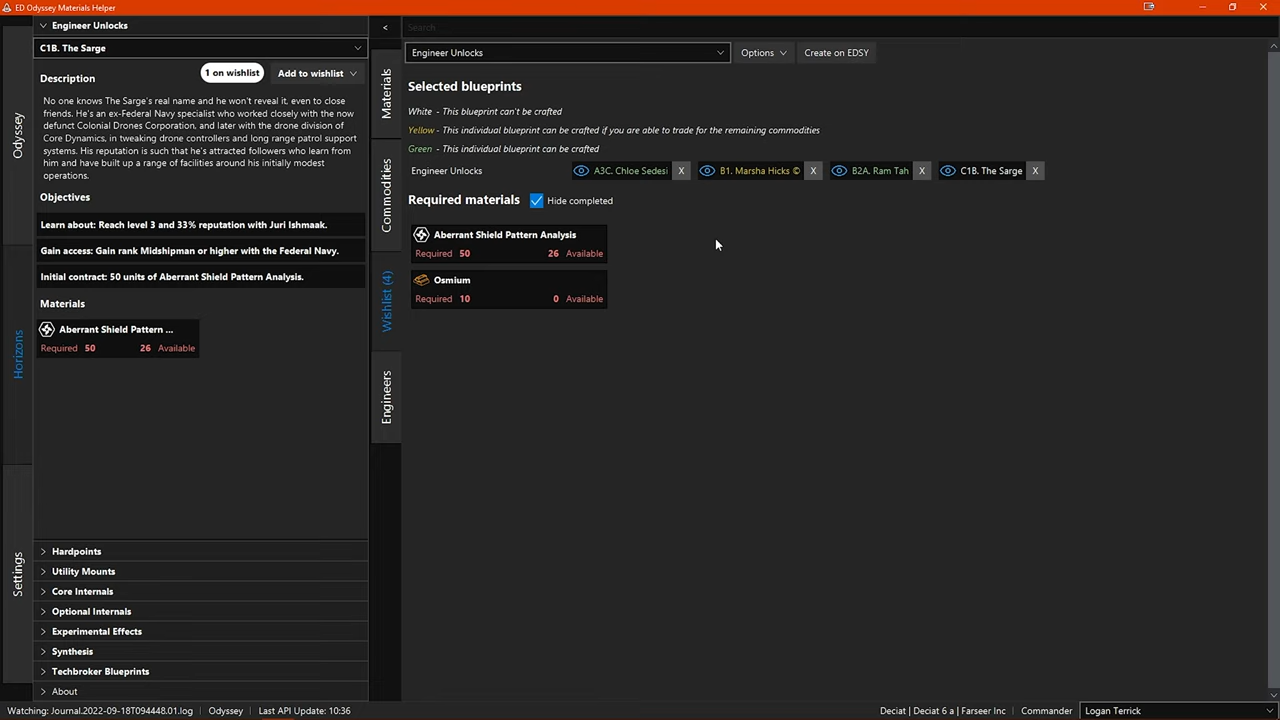 ED Odyssey Materials Helper
Odyssey
Horizons
Settings
Engineer Unlocks
C1B. The Sarge
Description
1 on wishlist
Add to wishlist
No one knows The Sarge's real name and he won't reveal it, even to close
friends. He's an ex-Federal Navy specialist who worked closely with the now
defunct Colonial Drones Corporation, and later with the drone division of
Core Dynamics, in tweaking drone controllers and long range patrol support
systems. His reputation is such that he's attracted followers who learn from
him and have built up a range of facilities around his initially modest
operations.
Objectives
Learn about: Reach level 3 and 33% reputation with Juri Ishmaak.
Gain access: Gain rank Midshipman or higher with the Federal Navy.
Initial contract: 50 units of Aberrant Shield Pattern Analysis.
Materials
Aberrant Shield Pattern ...
Required 50 26 Available
Hardpoints
Utility Mounts
Core Internals
Optional Internals
Experimental Effects
Synthesis
Techbroker Blueprints
About
<
Materials
Commodities
Wishlist (4)
Engineers
Search
Engineer Unlocks
Options
Create on EDSY
Selected blueprints
White - This blueprint can't be crafted
Yellow - This individual blueprint can be crafted if you are able to trade for the remaining commodities
Green - This individual blueprint can be crafted
Engineer Unlocks A3C. Chloe Sedesi X B1. Marsha Hicks © X B2A. Ram Tah X C1B. The Sarge X
Required materials Hide completed
Aberrant Shield Pattern Analysis
Required 50 26 Available
Osmium
Required 10 0 Available
Watching: Journal.2022-09-18T094448.01.log Odyssey Last API Update: 10:36 Deciat | Deciat 6 a | Farseer Inc Commander Logan Terrick